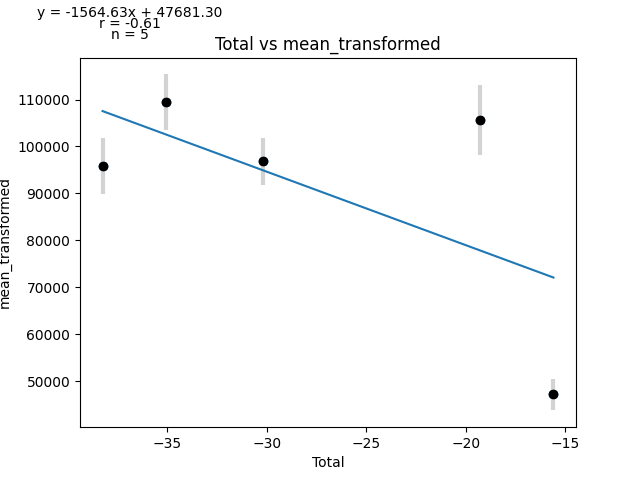 y = -1564.63x + 47681.30
r = -0.61
n = 5
Total vs mean_transformed
mean_transformed
110000
100000
90000
80000
70000
60000
50000
−35
−30
−25
−20
−15
Total